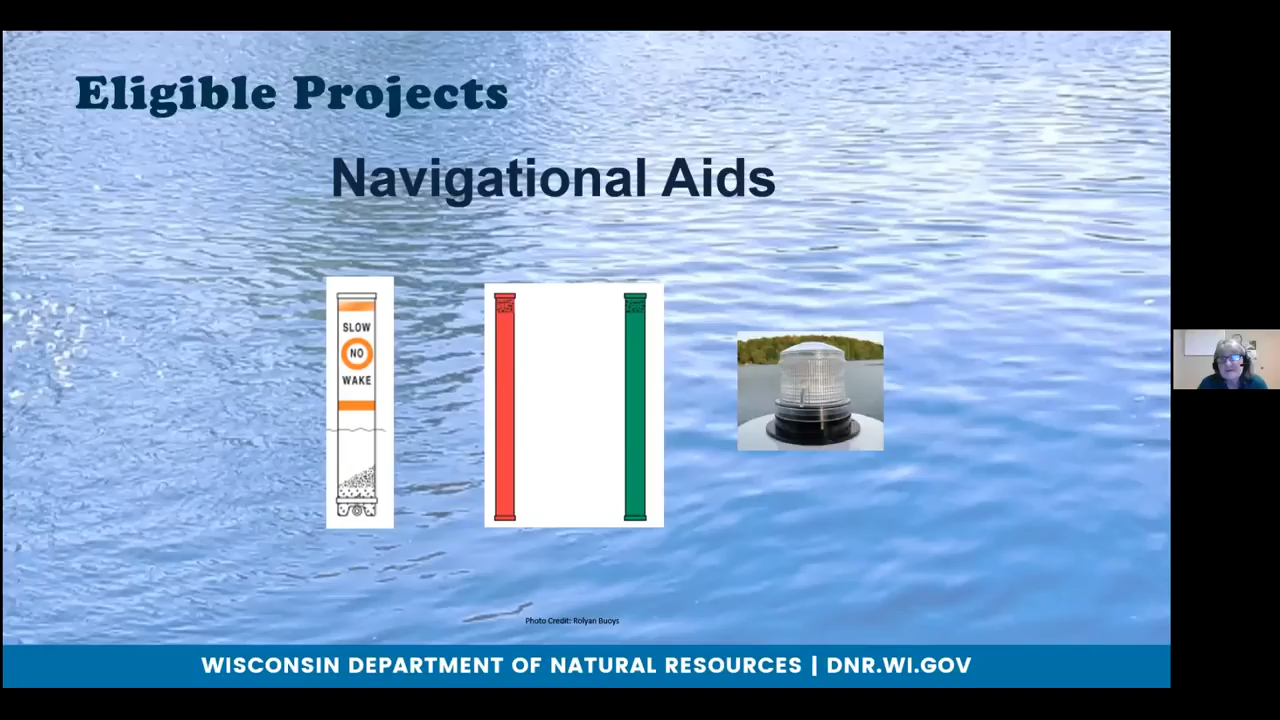 Eligible Projects
Navigational Aids
SLOW
NO
WAKE
Photo Credit: Rolyan Buoys
WISCONSIN DEPARTMENT OF NATURAL RESOURCES | DNR.WI.GOV